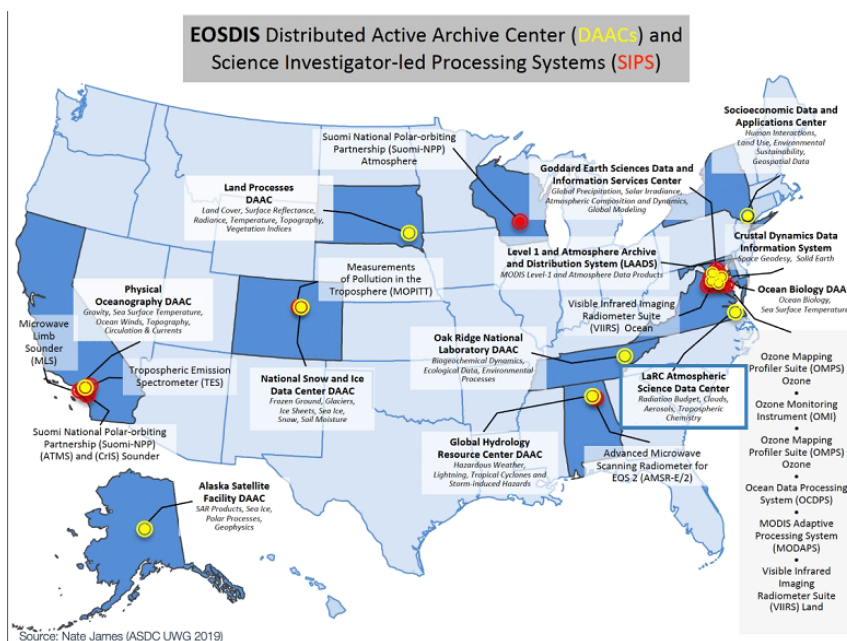 EOSDIS Distributed Active Archive Center (DAACs) and
Science Investigator-led Processing Systems (SIPS)
Socioeconomic Data and
Applications Center
Human Interactions,
Land Use, Environmental
Sustainability,
Geospatial Data
Suomi National Polar-orbiting
Partnership (Suomi-NPP)
Atmosphere
Goddard Earth Sciences Data and
Information Services Center
Global Precipitation, Solar Irradiance,
Atmospheric Composition and Dynamics,
Global Modeling
Land Processes
DAAC
Land Cover, Surface Reflectance,
Radiance, Temperature, Topography,
Vegetation Indices
Crustal Dynamics Data
Information System
Space Geodesy, Solid Earth
Level 1 and Atmosphere Archive
and Distribution System (LAADS)
MODIS Level-1 and Atmosphere Data Products
Measurements
of Pollution in the
Troposphere (MOPITT)
Physical
Oceanography DAAC
Gravity, Sea Surface Temperature,
Ocean Winds, Topography,
Circulation & Currents
Ocean Biology DAA
Ocean Biology,
Sea Surface Temperature
Visible Infrared Imaging
Radiometer Suite
(VIIRS) Ocean
Microwave
Limb
Sounder
(MLS)
Tropospheric Emission
Spectrometer (TES)
Oak Ridge National
Laboratory DAAC
Biogeochemical Dynamics,
Ecological Data, Environmental
Processes
National Snow and Ice
Data Center DAAC
Frozen Ground, Glaciers,
Ice Sheets, Sea Ice,
Snow, Soil Moisture
LaRC Atmospheric
Science Data Center
Radiation Budget, Clouds,
Aerosols, Tropospheric
Chemistry
Suomi National Polar-orbiting
Partnership (Suomi-NPP)
(ATMS) and (CrIS) Sounder
Global Hydrology
Resource Center DAAC
Hazardous Weather,
Lightning, Tropical Cyclones and
Storm-induced Hazards
Advanced Microwave
Scanning Radiometer for
EOS 2 (AMSR-E/2)
Alaska Satellite
Facility DAAC
SAR Products, Sea Ice,
Polar Processes,
Geophysics
Ozone Mapping
Profiler Suite (OMPS)
Ozone
•
Ozone Monitoring
Instrument (OMI)
•
Ozone Mapping
Profiler Suite (OMPS)
Ozone
•
Ocean Data Processing
System (OCDPS)
•
MODIS Adaptive
Processing System
(MODAPS)
•
Visible Infrared
Imaging
Radiometer Suite
(VIIRS) Land
Source: Nate James (ASDC UWG 2019)